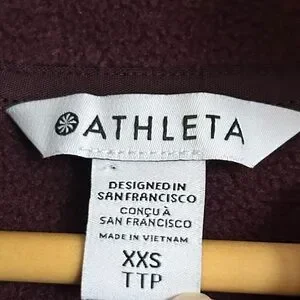 ATHLETA
DESIGNED IN
SAN FRANCISCO
CONÇU À
SAN FRANCISCO
MADE IN VIETNAM
XXS
TTP